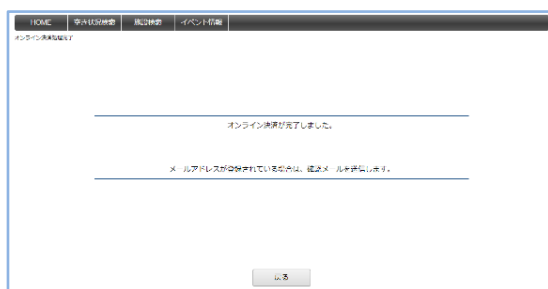 HOME 空き状況検索 施設検索 イベント情報
オンライン決済処理完了
オンライン決済が完了しました。
メールアドレスが登録されている場合は、確認メールを送信します。
戻る